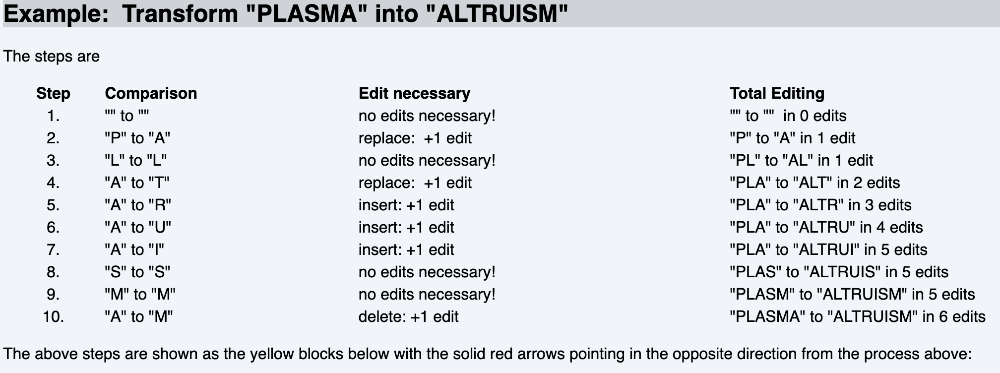 Example:  Transform "PLASMA" into "ALTRUISM"
The steps are
Step Comparison Edit necessary Total Editing
1. "" to "" no edits necessary! "" to ""  in 0 edits
2. "P" to "A" replace:  +1 edit "P" to "A" in 1 edit
3. "L" to "L" no edits necessary! "PL" to "AL" in 1 edit
4. "A" to "T" replace:  +1 edit "PLA" to "ALT" in 2 edits
5. "A" to "R" insert: +1 edit "PLA" to "ALTR" in 3 edits
6. "A" to "U" insert: +1 edit "PLA" to "ALTRU" in 4 edits
7. "A" to "I" insert: +1 edit "PLA" to "ALTRUI" in 5 edits
8. "S" to "S" no edits necessary! "PLAS" to "ALTRUIS" in 5 edits
9. "M" to "M" no edits necessary! "PLASM" to "ALTRUISM" in 5 edits
10. "A" to "M" delete: +1 edit "PLASMA" to "ALTRUISM" in 6 edits
The above steps are shown as the yellow blocks below with the solid red arrows pointing in the opposite direction from the process above: